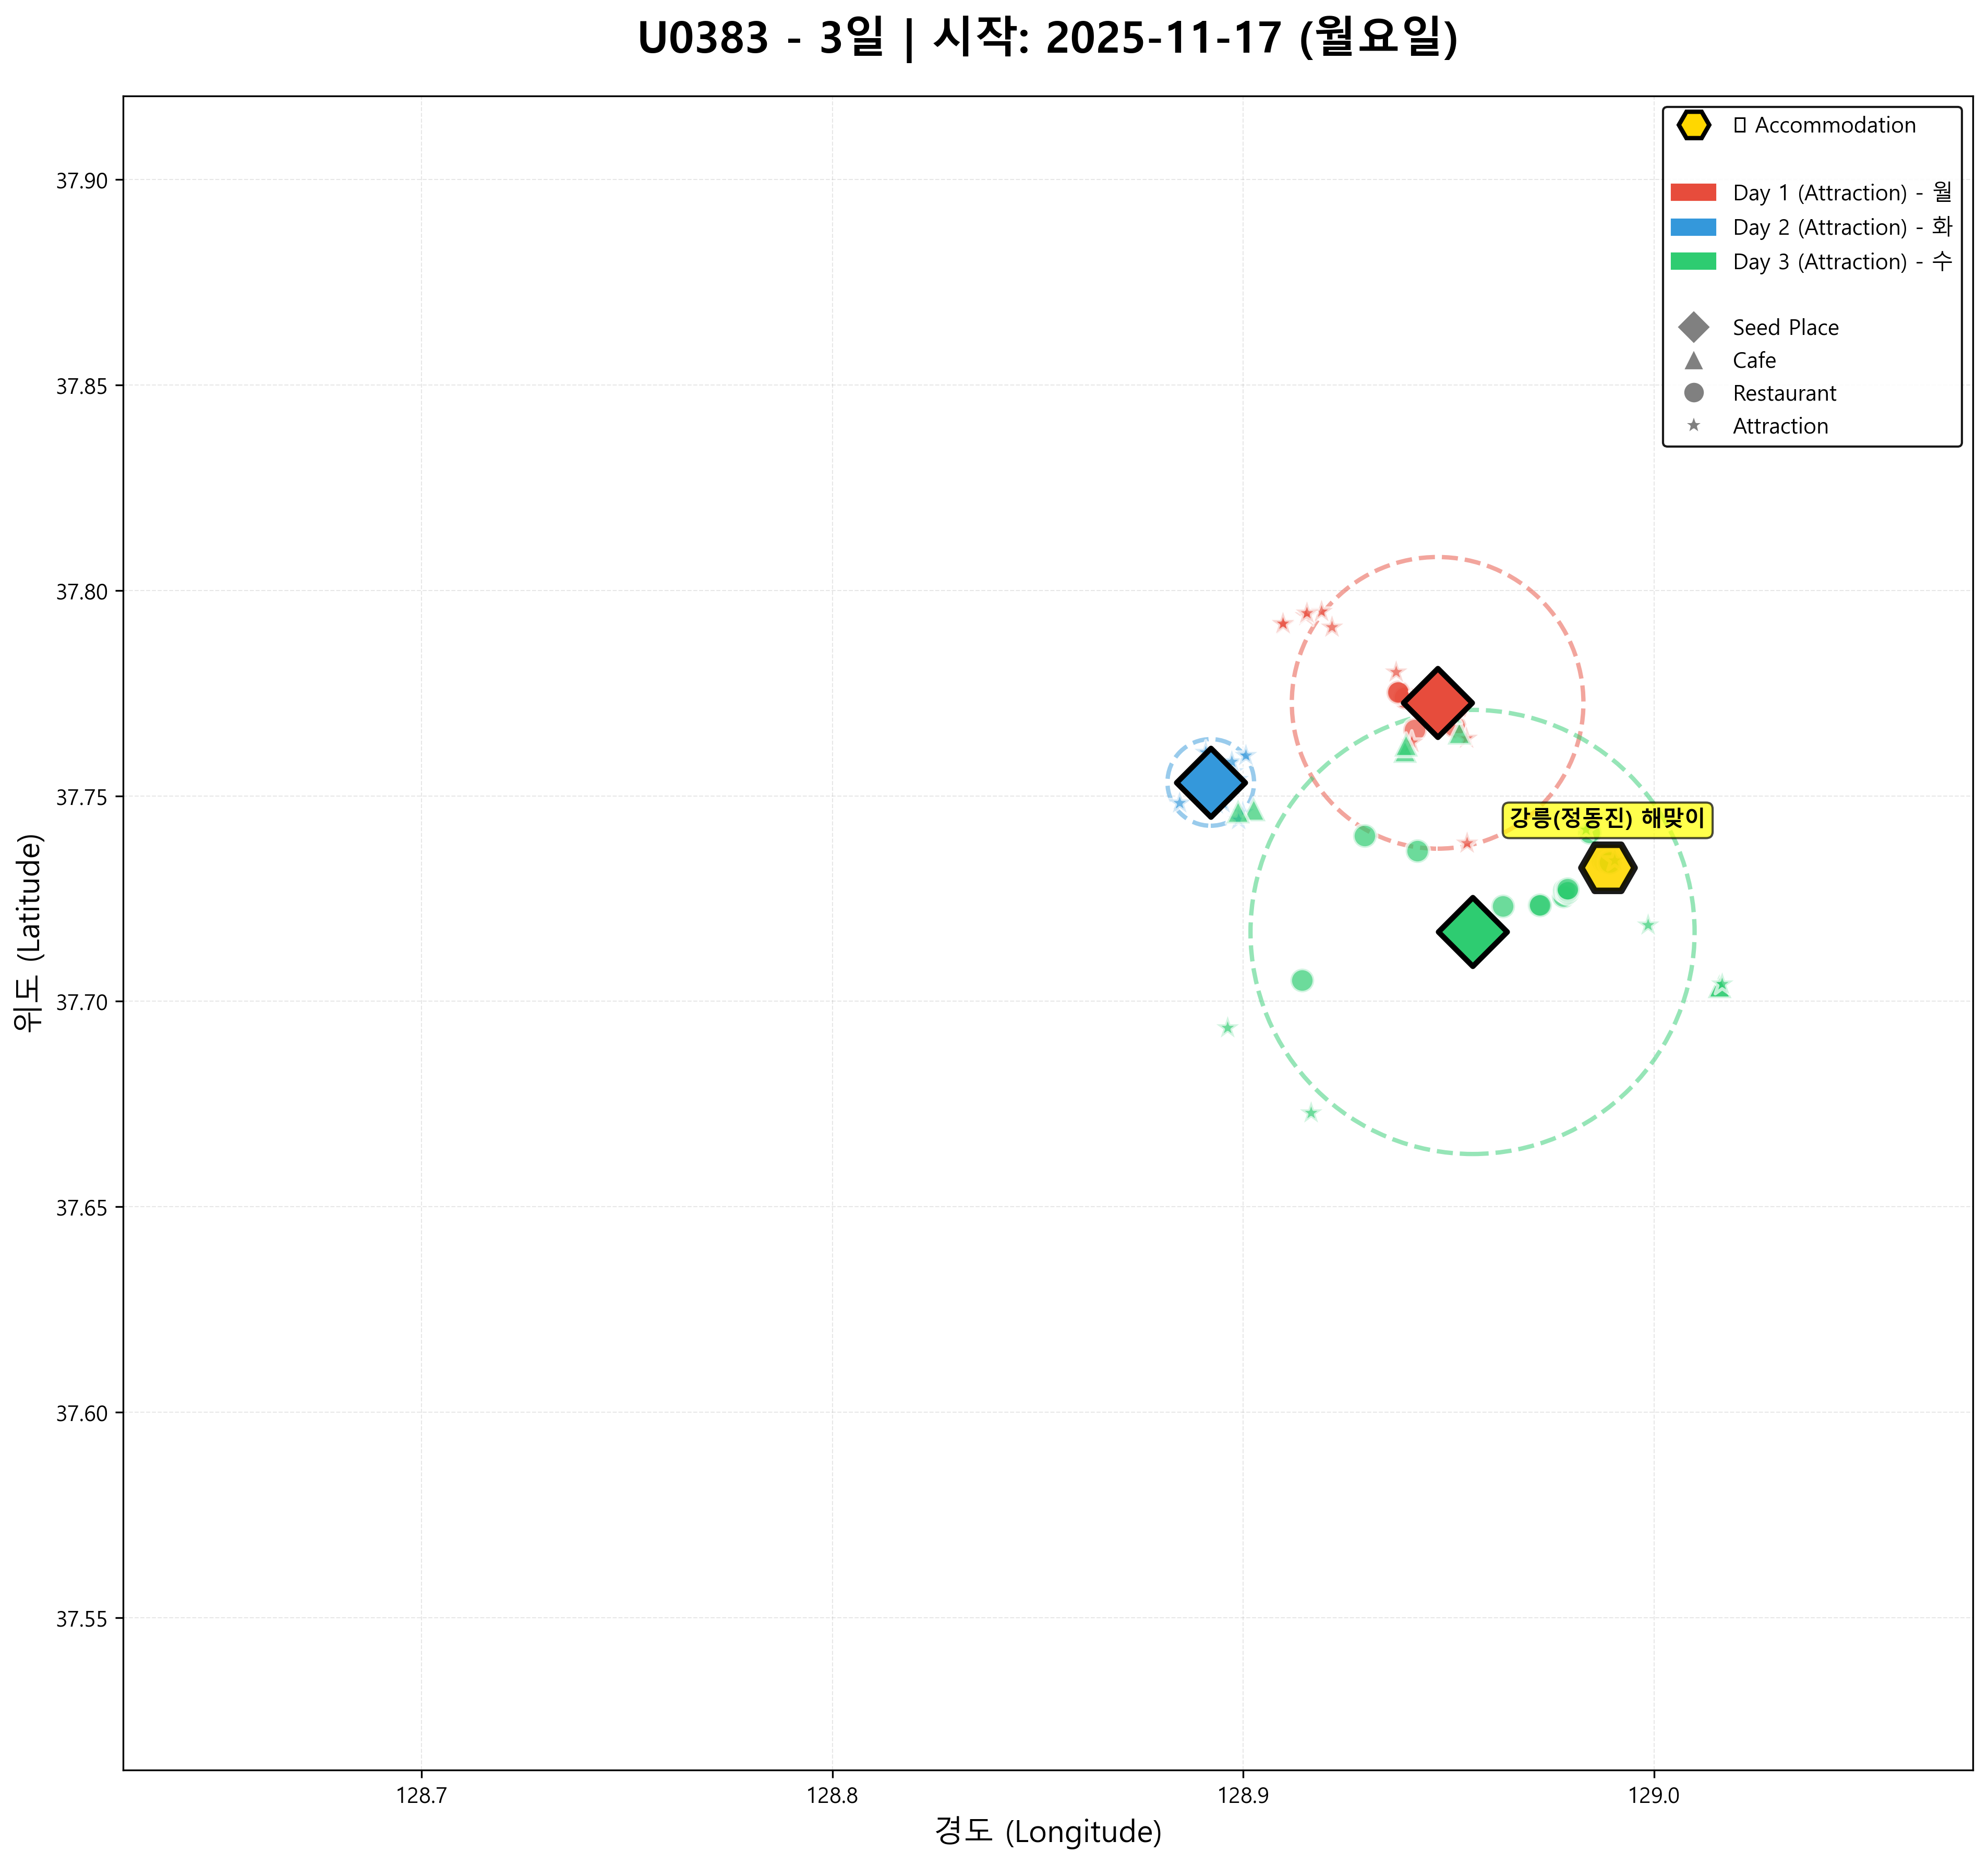 U0383 - 3일 | 시작: 2025-11-17 (월요일)
Accommodation
Day 1 (Attraction) - 월
Day 2 (Attraction) - 화
Day 3 (Attraction) - 수
Seed Place
Cafe
Restaurant
Attraction
37.90
37.85
37.80
37.75
37.70
37.65
37.60
37.55
위도 (Latitude)
강릉(정동진) 해맞이
128.7
128.8
128.9
129.0
경도 (Longitude)